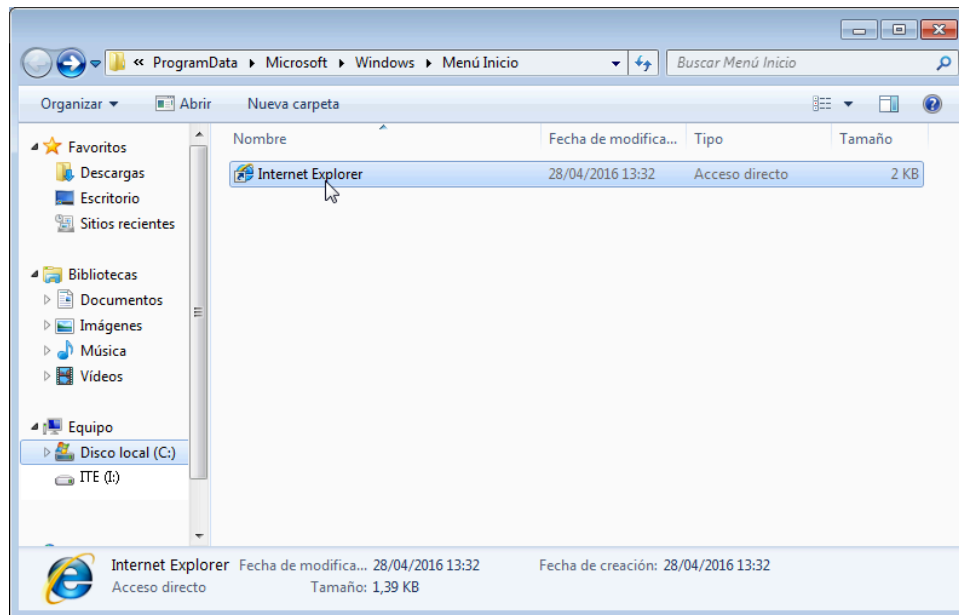 « ProgramData Microsoft Windows Menú Inicio Buscar Menú Inicio
Organizar Abrir Nueva carpeta
Nombre Fecha de modifica... Tipo Tamaño
Internet Explorer 28/04/2016 13:32 Acceso directo 2 KB
Favoritos
Descargas
Escritorio
Sitios recientes
Bibliotecas
Documentos
Imágenes
Música
Vídeos
Equipo
Disco local (C:)
ITE (I:)
Internet Explorer Fecha de modifica... 28/04/2016 13:32 Fecha de creación: 28/04/2016 13:32
Acceso directo Tamaño: 1,39 KB